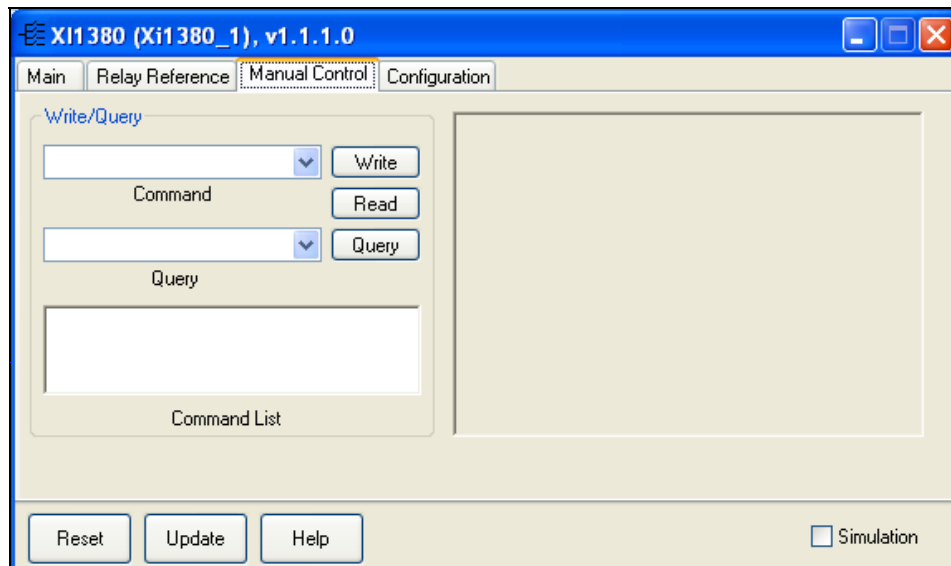 XI1380 (Xi1380_1), v1.1.1.0
Main Relay Reference Manual Control Configuration
Write/Query
Write
Command
Read
Query
Query
Command List
Reset Update Help Simulation